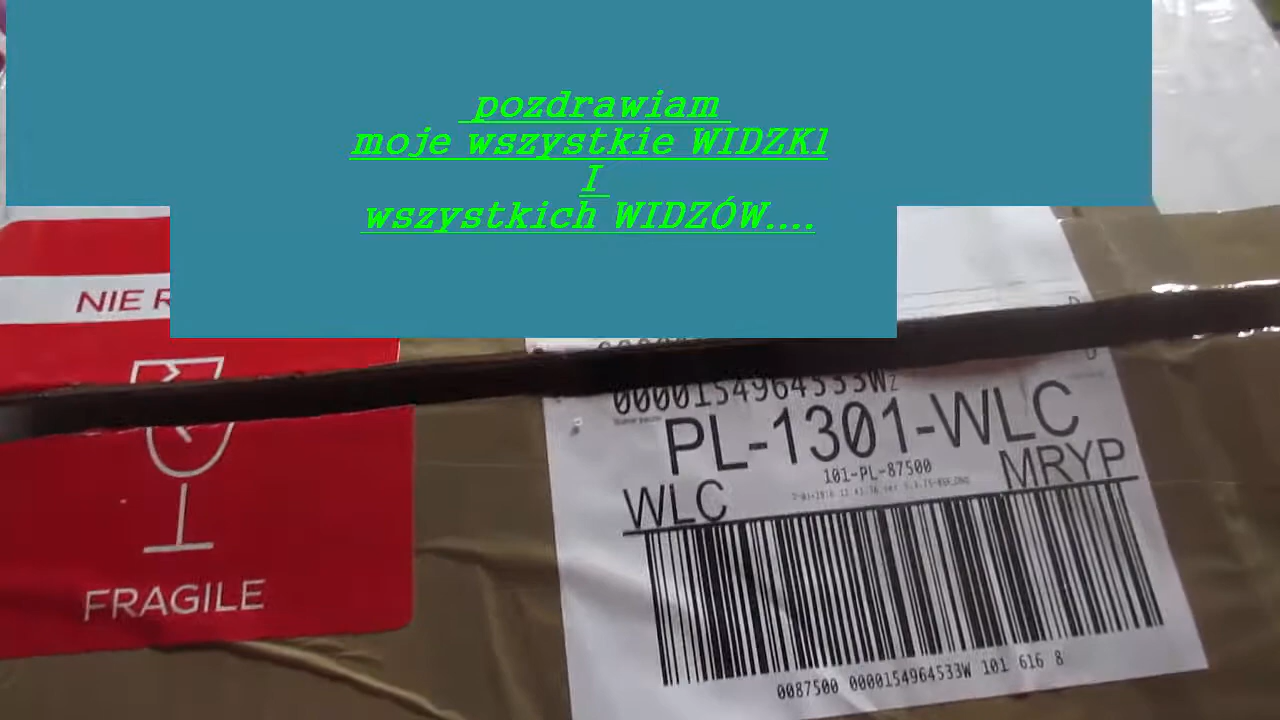 pozdrawiam
moje wszystkie WIDZKI
I
wszystkich WIDZÓW....
NIE
0000154964533W
PL-1301-WLC
101-PL-87500
WLC
MRYP
FRAGILE
0087500 0000154964533W 101 616 8